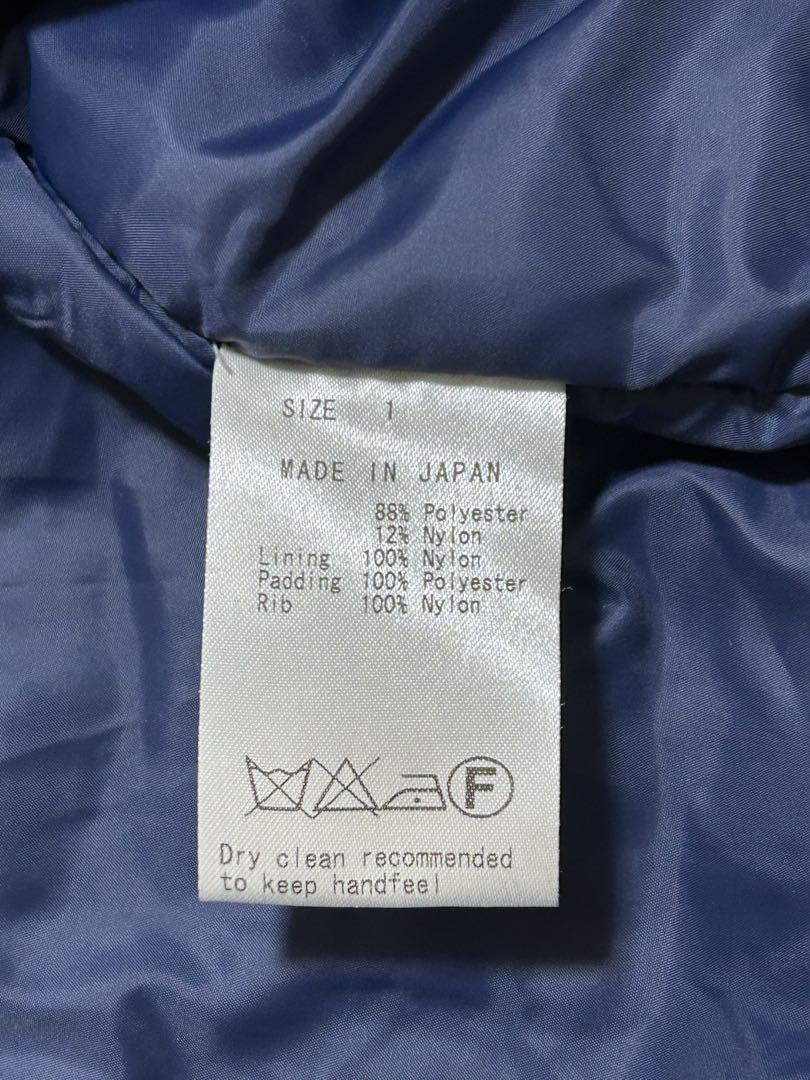 SIZE 1
MADE IN JAPAN
88% Polyester
12% Nylon
Lining 100% Nylon
Padding 100% Polyester
Rib 100% Nylon
F
Dry clean recommended
to keep handfeel